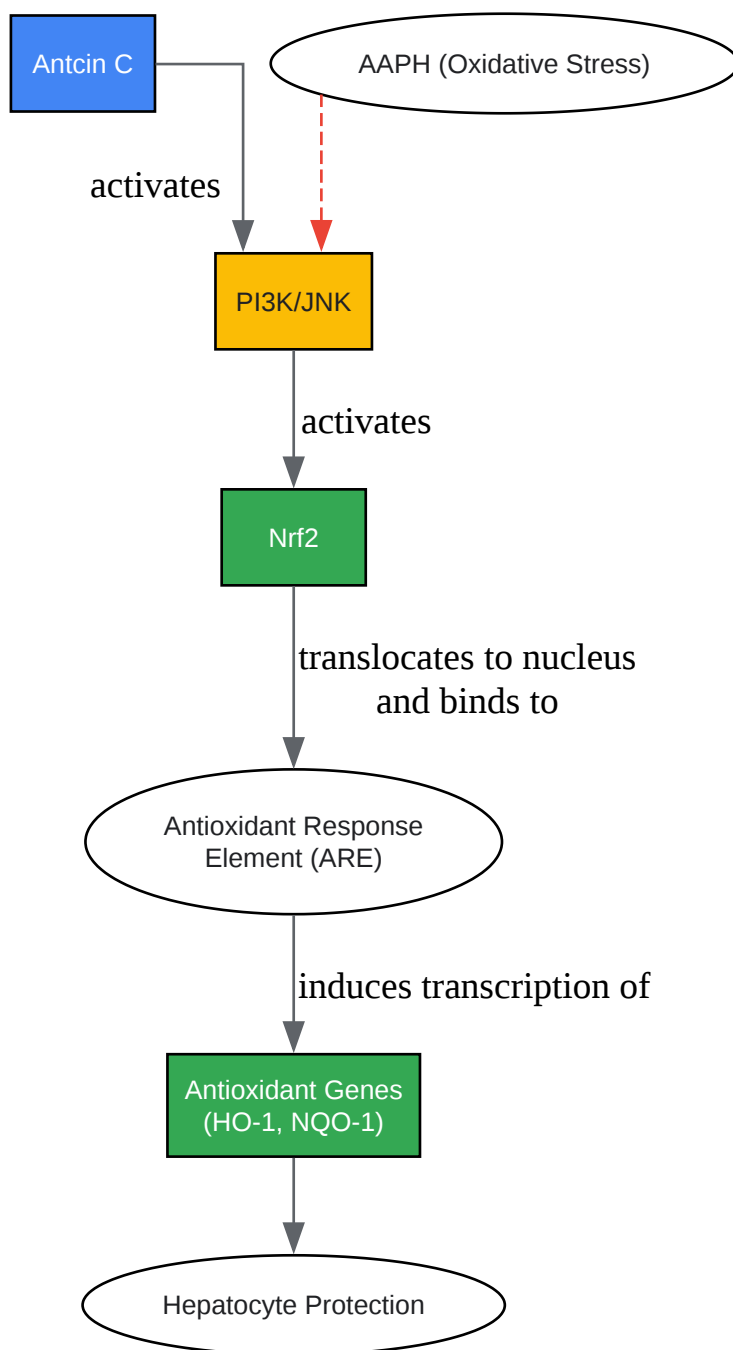 Antcin C
AAPH (Oxidative Stress)
activates
PI3K/JNK
activates
Nrf2
translocates to nucleus
and binds to
Antioxidant Response
Element (ARE)
induces transcription of
Antioxidant Genes
(HO-1, NQO-1)
Hepatocyte Protection